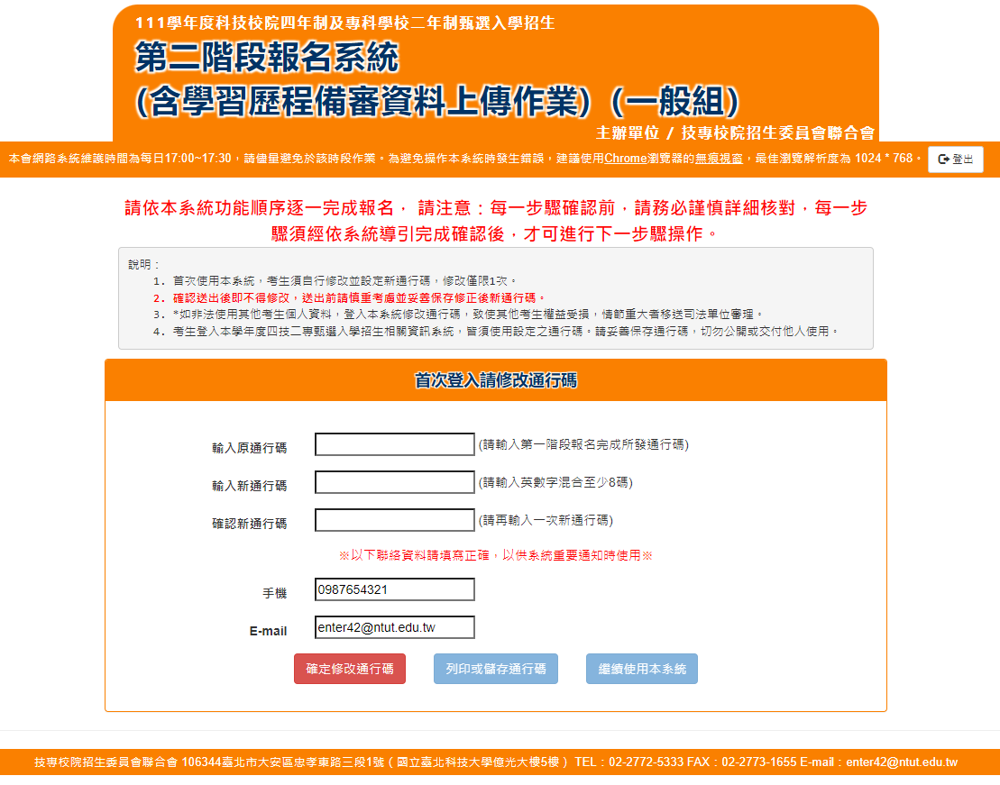 111學年度科技校院四年制及專科學校二年制甄選入學招生
第二階段報名系統
(含學習歷程備審資料上傳作業)（一般組）
主辦單位 / 技專校院招生委員會聯合會
本會網路系統維護時間為每日17:00~17:30，請儘量避免於該時段作業。為避免操作本系統時發生錯誤，建議使用Chrome瀏覽器的無痕視窗，最佳瀏覽解析度為 1024 * 768。 登出
請依本系統功能順序逐一完成報名， 請注意：每一步驟確認前，請務必謹慎詳細核對，每一步
驟須經依系統導引完成確認後，才可進行下一步驟操作。
說明：
1. 首次使用本系統，考生須自行修改並設定新通行碼，修改僅限1次。
2. 確認送出後即不得修改，送出前請慎重考慮並妥善保存修正後新通行碼。
3. *如非法使用其他考生個人資料，登入本系統修改通行碼，致使其他考生權益受損，情節重大者移送司法單位審理。
4. 考生登入本學年度四技二專甄選入學招生相關資訊系統，皆須使用設定之通行碼。請妥善保存通行碼，切勿公開或交付他人使用。
首次登入請修改通行碼
輸入原通行碼 (請輸入第一階段報名完成所發通行碼)
輸入新通行碼 (請輸入英數字混合至少8碼)
確認新通行碼 (請再輸入一次新通行碼)
※以下聯絡資料請填寫正確，以供系統重要通知時使用※
手機 0987654321
E-mail enter42@ntut.edu.tw
確定修改通行碼 列印或儲存通行碼 繼續使用本系統
技專校院招生委員會聯合會 106344臺北市大安區忠孝東路三段1號（國立臺北科技大學億光大樓5樓） TEL：02-2772-5333 FAX：02-2773-1655 E-mail：enter42@ntut.edu.tw